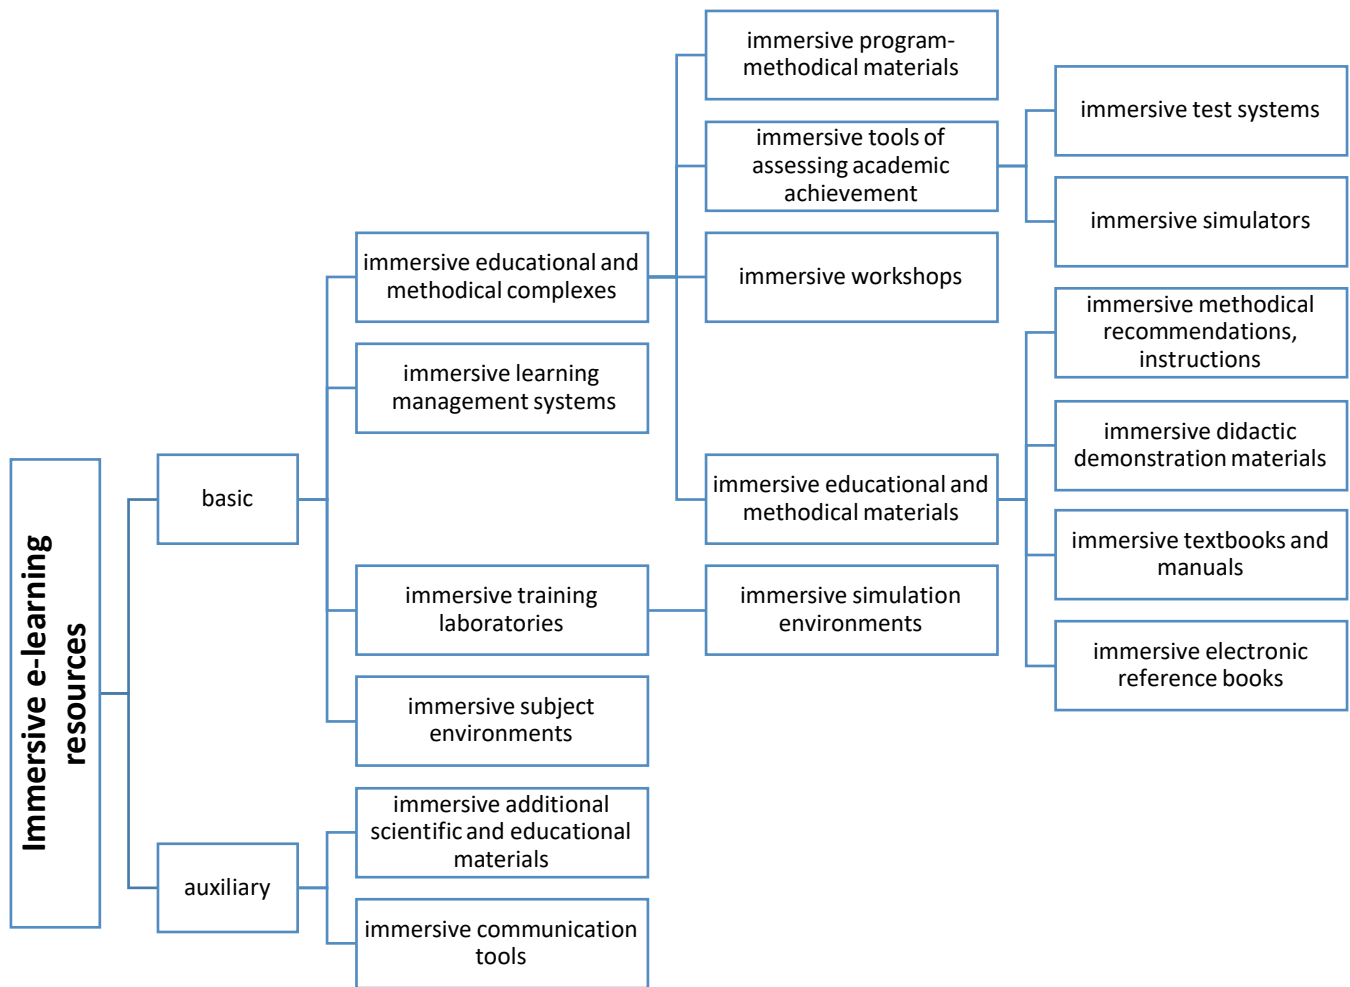 Immersive e-learning
resources
basic
auxiliary
immersive educational and
methodical complexes
immersive learning
management systems
immersive training
laboratories
immersive subject
environments
immersive additional
scientific and educational
materials
immersive communication
tools
immersive program-
methodical materials
immersive tools of
assessing academic
achievement
immersive workshops
immersive educational and
methodical materials
immersive simulation
environments
immersive test systems
immersive simulators
immersive methodical
recommendations,
instructions
immersive didactic
demonstration materials
immersive textbooks and
manuals
immersive electronic
reference books